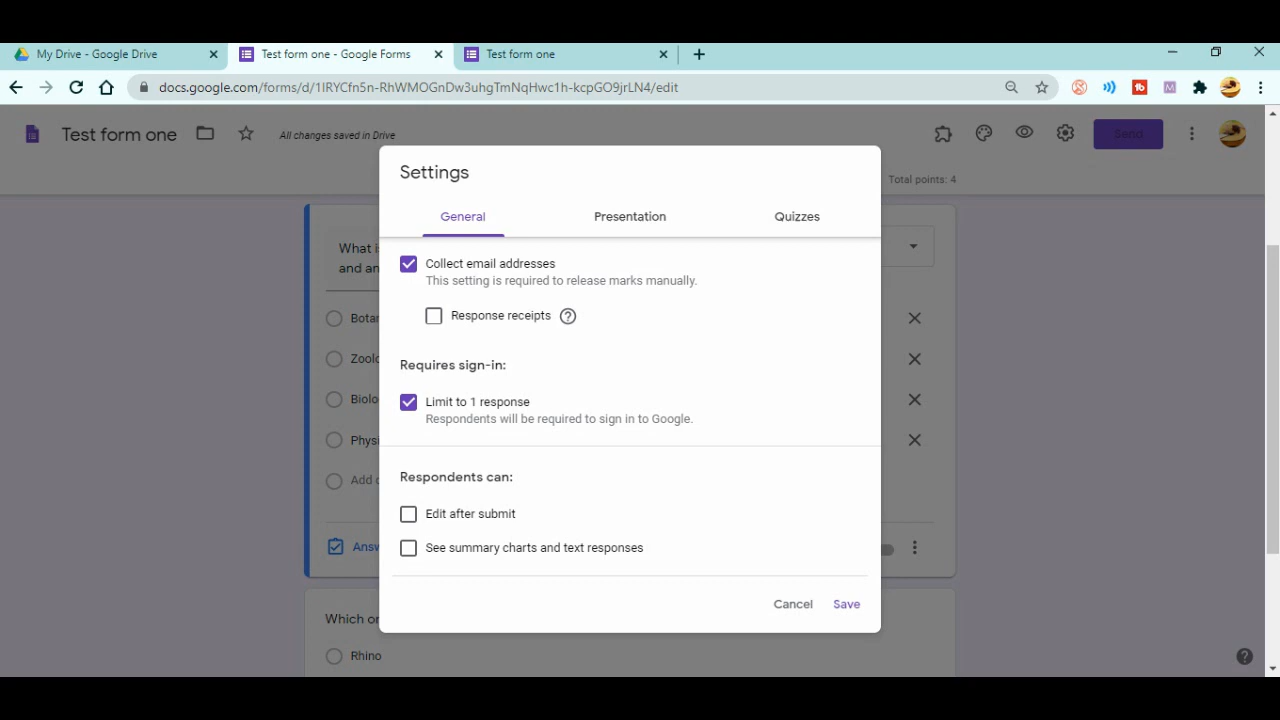 My Drive - Google Drive
Test form one - Google Forms
Test form one
docs.google.com/forms/d/1IRYCfn5n-RhWMOGnDw3uhgTmNqHwc1h-kcpGO9jrLN4/edit
Test form one
All changes saved in Drive
Send
Total points: 4
Settings
General
Presentation
Quizzes
What i
and an
Collect email addresses
This setting is required to release marks manually.
Response receipts
Botan
Zoolo
Biolo
Physi
Add o
Requires sign-in:
Limit to 1 response
Respondents will be required to sign in to Google.
Respondents can:
Edit after submit
See summary charts and text responses
Answ
Cancel
Save
Which or
Rhino